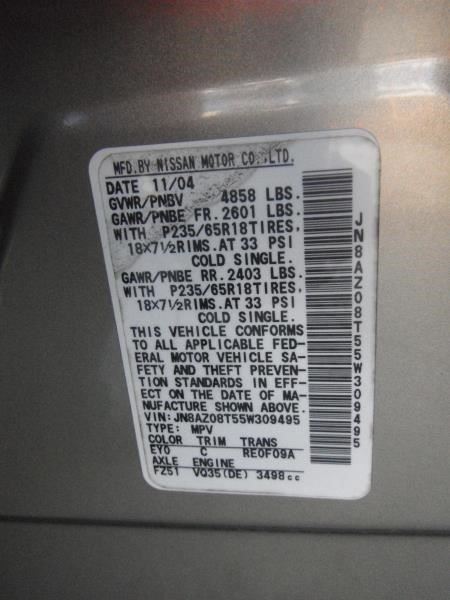 MFD.BY NISSAN MOTOR CO.,LTD.
DATE 11/04
GVWR/PNBV 4858 LBS.
GAWR/PNBE FR. 2601 LBS.
WITH P235/65R18TIRES,
18X7½RIMS.AT 33 PSI
COLD SINGLE.
GAWR/PNBE RR. 2403 LBS.
WITH P235/65R18TIRES,
18X7½RIMS.AT 33 PSI
COLD SINGLE.
THIS VEHICLE CONFORMS
TO ALL APPLICABLE FED-
ERAL MOTOR VEHICLE SA-
FETY AND THEFT PREVEN-
TION STANDARDS IN EFF-
ECT ON THE DATE OF MA-
NUFACTURE SHOWN ABOVE.
VIN: JN8AZ08T55W309495
TYPE: MPV
COLOR TRIM TRANS
EY0 C RE0F09A
AXLE ENGINE
FZ51 VQ35(DE) 3498cc
JN8AZ08T55W309495